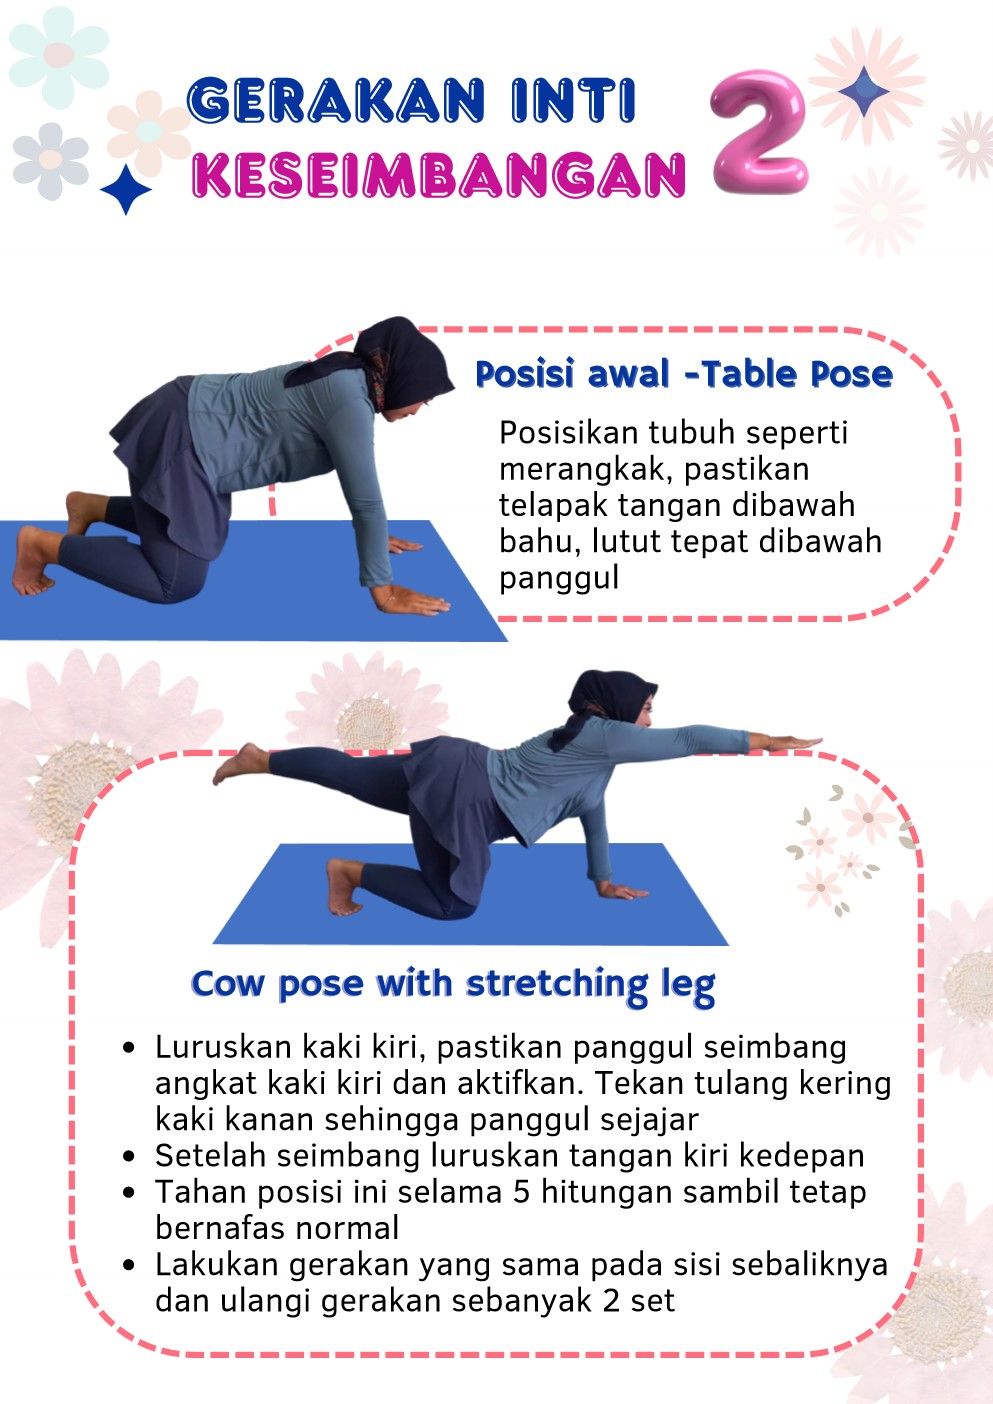 GERAKAN INTI
KESEIMBANGAN
2
Posisi awal -Table Pose
Posisikan tubuh seperti
merangkak, pastikan
telapak tangan dibawah
bahu, lutut tepat dibawah
panggul
Cow pose with stretching leg
• Luruskan kaki kiri, pastikan panggul seimbang
angkat kaki kiri dan aktifkan. Tekan tulang kering
kaki kanan sehingga panggul sejajar
• Setelah seimbang luruskan tangan kiri kedepan
• Tahan posisi ini selama 5 hitungan sambil tetap
bernafas normal
• Lakukan gerakan yang sama pada sisi sebaliknya
dan ulangi gerakan sebanyak 2 set